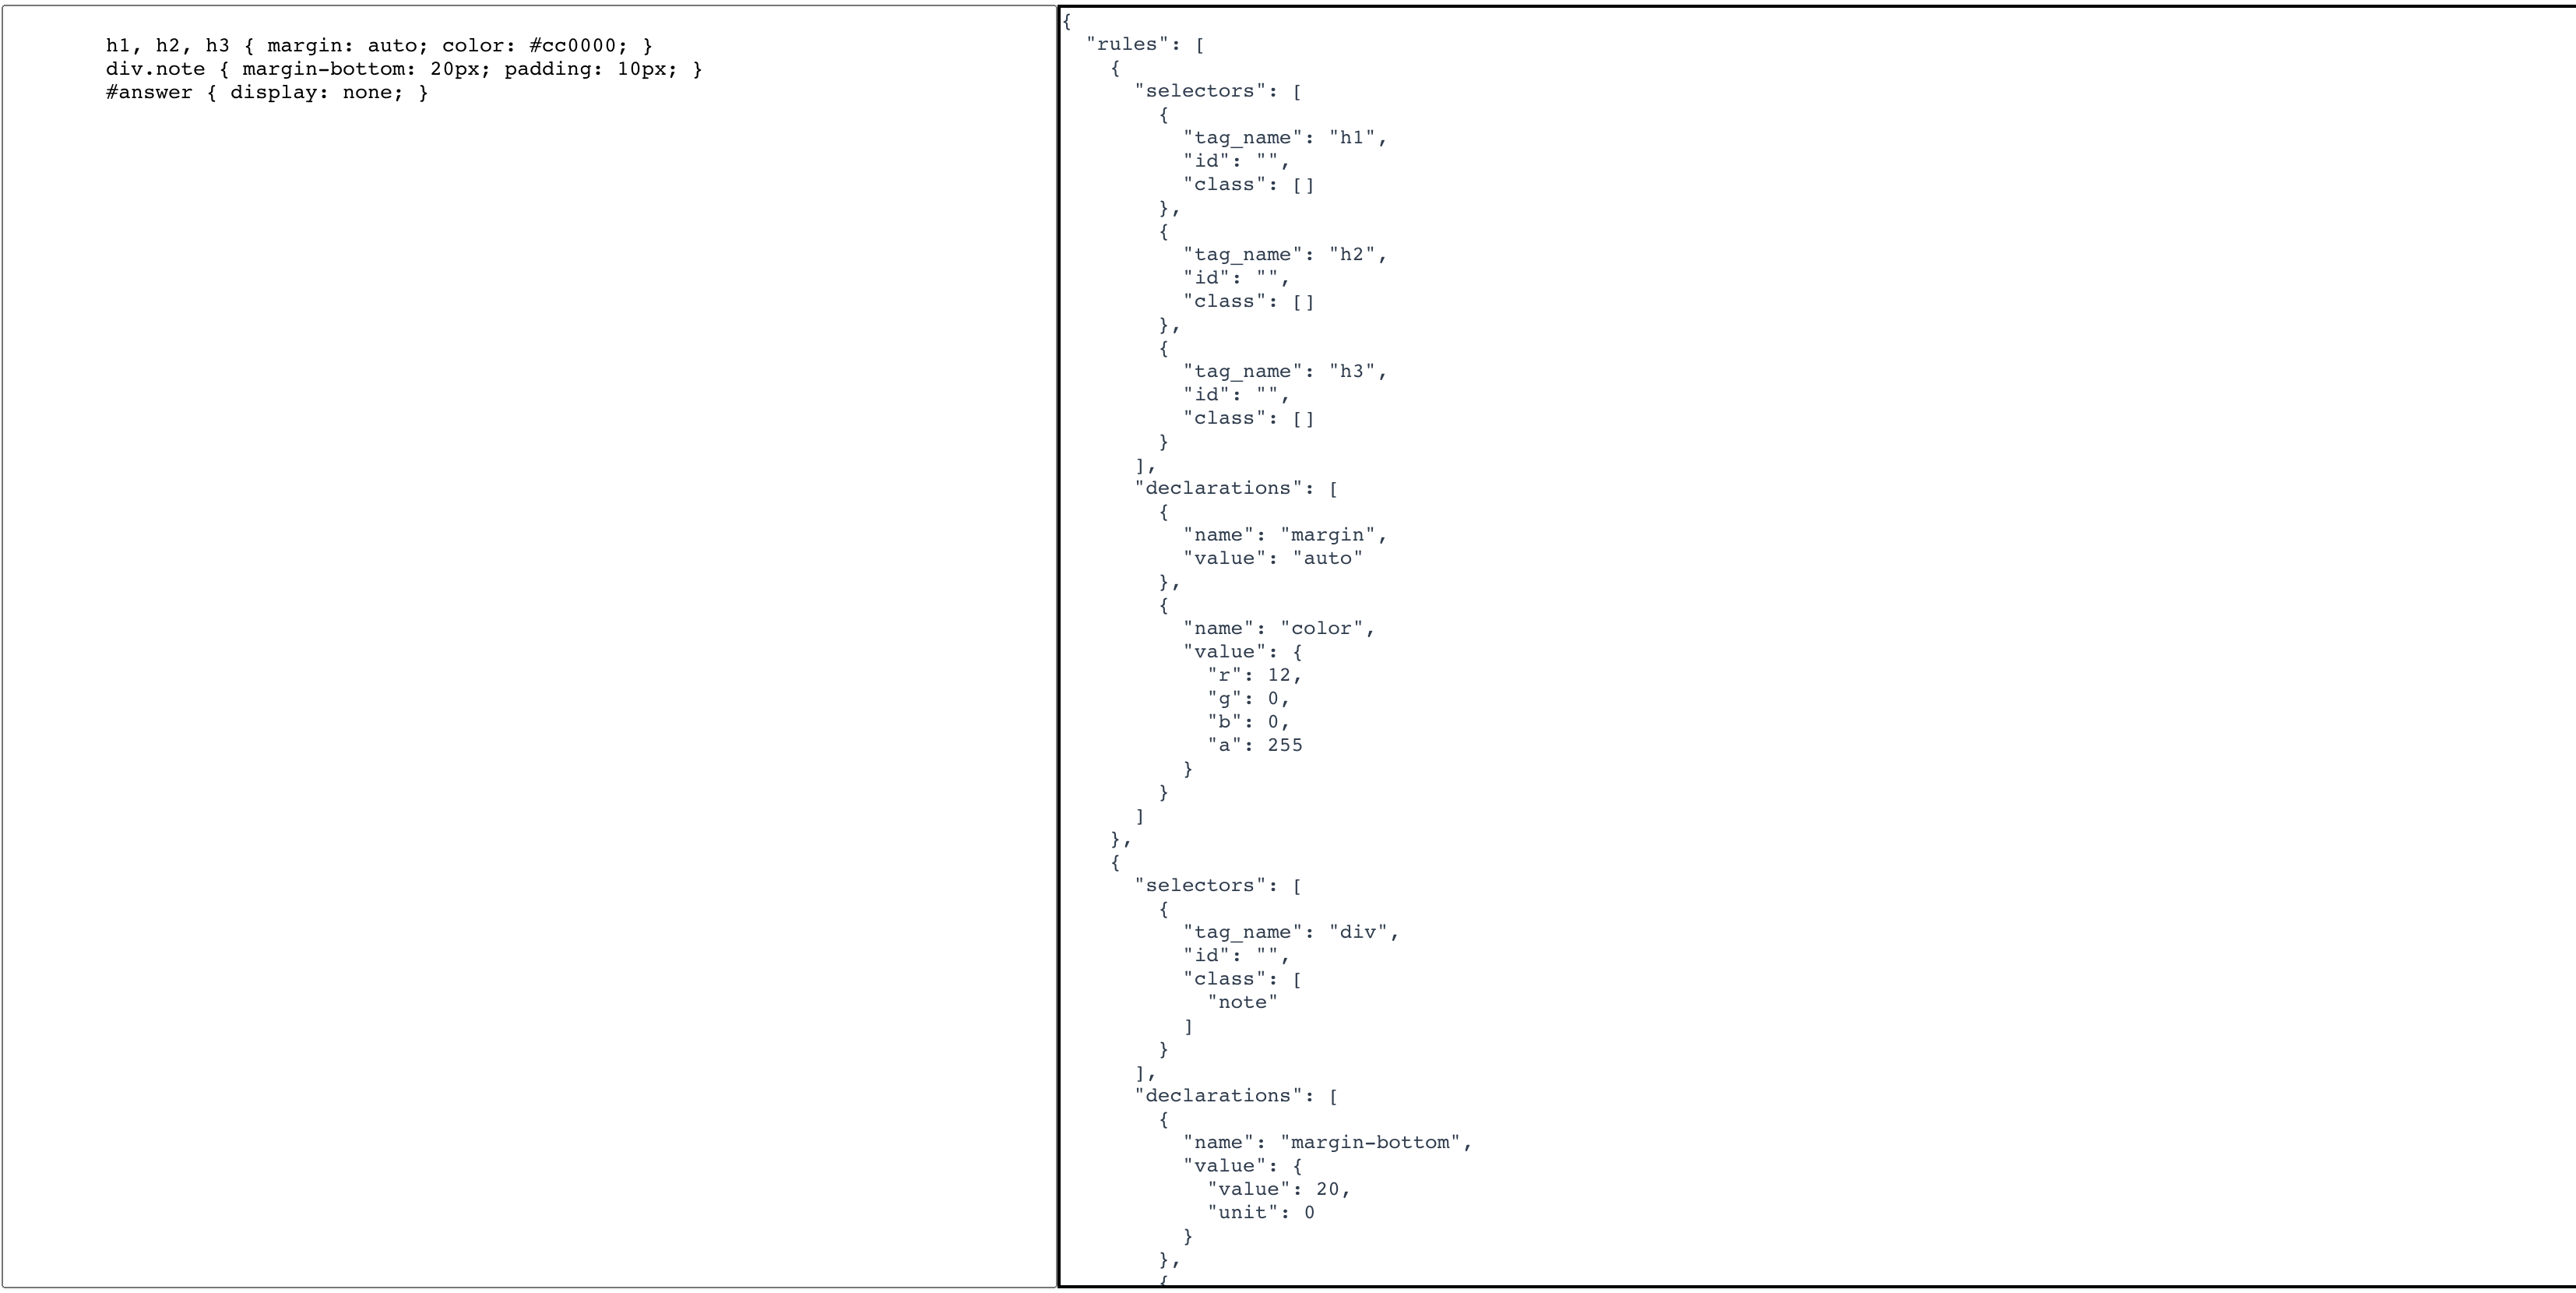 h1, h2, h3 { margin: auto; color: #cc0000; }
div.note { margin-bottom: 20px; padding: 10px; }
#answer { display: none; }
{
  "rules": [
    {
      "selectors": [
        {
          "tag_name": "h1",
          "id": "",
          "class": []
        },
        {
          "tag_name": "h2",
          "id": "",
          "class": []
        },
        {
          "tag_name": "h3",
          "id": "",
          "class": []
        }
      ],
      "declarations": [
        {
          "name": "margin",
          "value": "auto"
        },
        {
          "name": "color",
          "value": {
            "r": 12,
            "g": 0,
            "b": 0,
            "a": 255
          }
        }
      ]
    },
    {
      "selectors": [
        {
          "tag_name": "div",
          "id": "",
          "class": [
            "note"
          ]
        }
      ],
      "declarations": [
        {
          "name": "margin-bottom",
          "value": {
            "value": 20,
            "unit": 0
          }
        },
        {